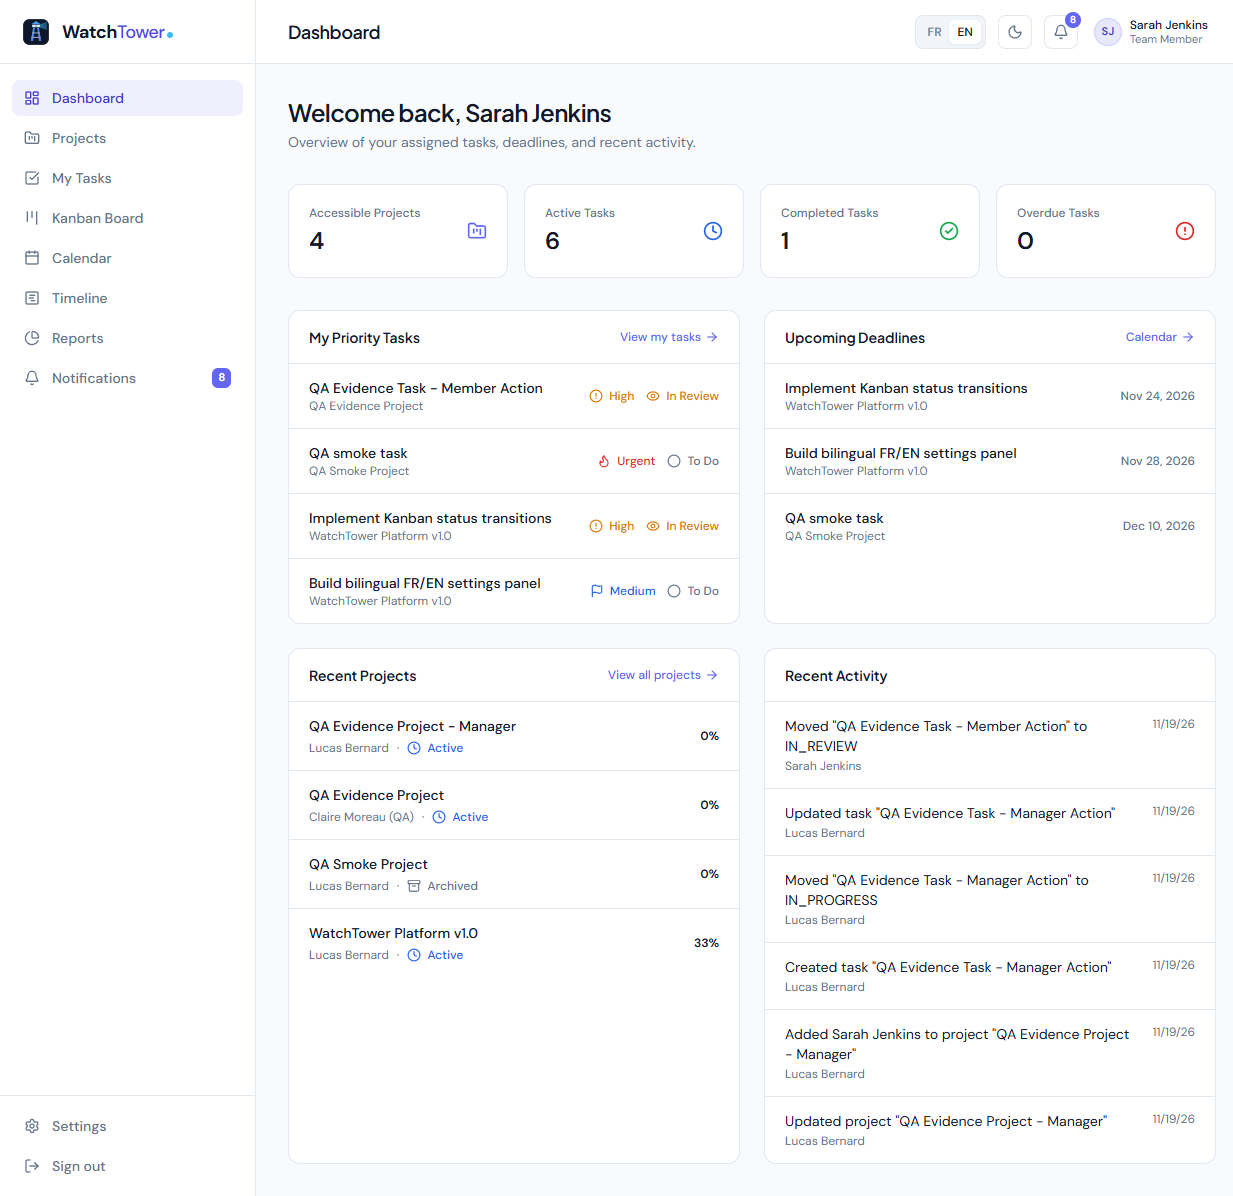 WatchTower
Dashboard
FR EN
8
SJ
Sarah Jenkins
Team Member
Dashboard
Projects
My Tasks
Kanban Board
Calendar
Timeline
Reports
Notifications 8
Settings
Sign out
Welcome back, Sarah Jenkins
Overview of your assigned tasks, deadlines, and recent activity.
Accessible Projects
4
Active Tasks
6
Completed Tasks
1
Overdue Tasks
0
My Priority Tasks View my tasks →
QA Evidence Task - Member Action
QA Evidence Project
High In Review
QA smoke task
QA Smoke Project
Urgent To Do
Implement Kanban status transitions
WatchTower Platform v1.0
High In Review
Build bilingual FR/EN settings panel
WatchTower Platform v1.0
Medium To Do
Upcoming Deadlines Calendar →
Implement Kanban status transitions
WatchTower Platform v1.0
Nov 24, 2026
Build bilingual FR/EN settings panel
WatchTower Platform v1.0
Nov 28, 2026
QA smoke task
QA Smoke Project
Dec 10, 2026
Recent Projects View all projects →
QA Evidence Project - Manager
Lucas Bernard · Active
0%
QA Evidence Project
Claire Moreau (QA) · Active
0%
QA Smoke Project
Lucas Bernard · Archived
0%
WatchTower Platform v1.0
Lucas Bernard · Active
33%
Recent Activity
Moved "QA Evidence Task - Member Action" to 11/19/26
IN_REVIEW
Sarah Jenkins
Updated task "QA Evidence Task - Manager Action" 11/19/26
Lucas Bernard
Moved "QA Evidence Task - Manager Action" to 11/19/26
IN_PROGRESS
Lucas Bernard
Created task "QA Evidence Task - Manager Action" 11/19/26
Lucas Bernard
Added Sarah Jenkins to project "QA Evidence Project 11/19/26
- Manager"
Lucas Bernard
Updated project "QA Evidence Project - Manager" 11/19/26
Lucas Bernard